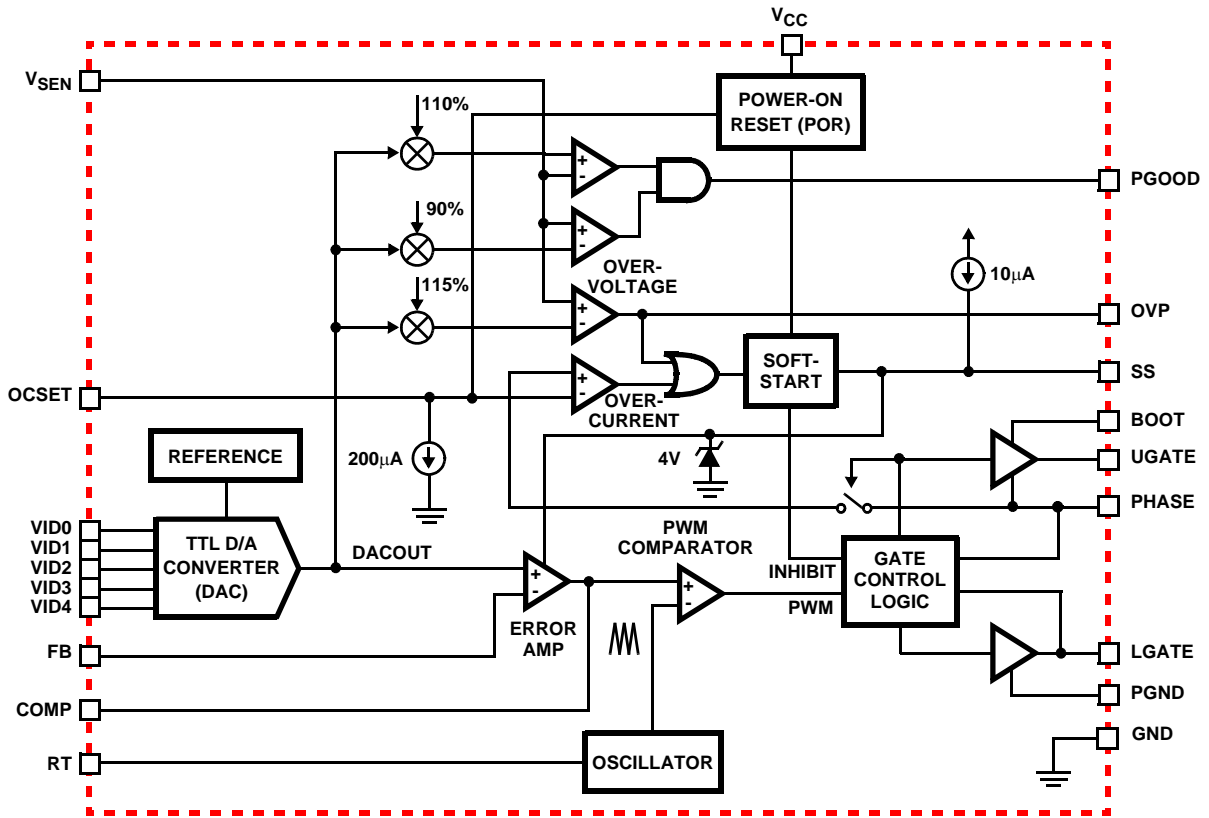 VCC
VSEN
110%
POWER-ON
RESET (POR)
+
-
PGOOD
90%
+
-
OVER-
VOLTAGE
10µA
115%
+
-
OVP
SOFT-
START
SS
OCSET
+
-
OVER-
CURRENT
BOOT
REFERENCE
200µA
4V
UGATE
PHASE
VID0
VID1
VID2
VID3
VID4
TTL D/A
CONVERTER
(DAC)
DACOUT
PWM
COMPARATOR
+
-
+
-
INHIBIT
PWM
GATE
CONTROL
LOGIC
ERROR
AMP
FB
LGATE
COMP
PGND
GND
RT
OSCILLATOR